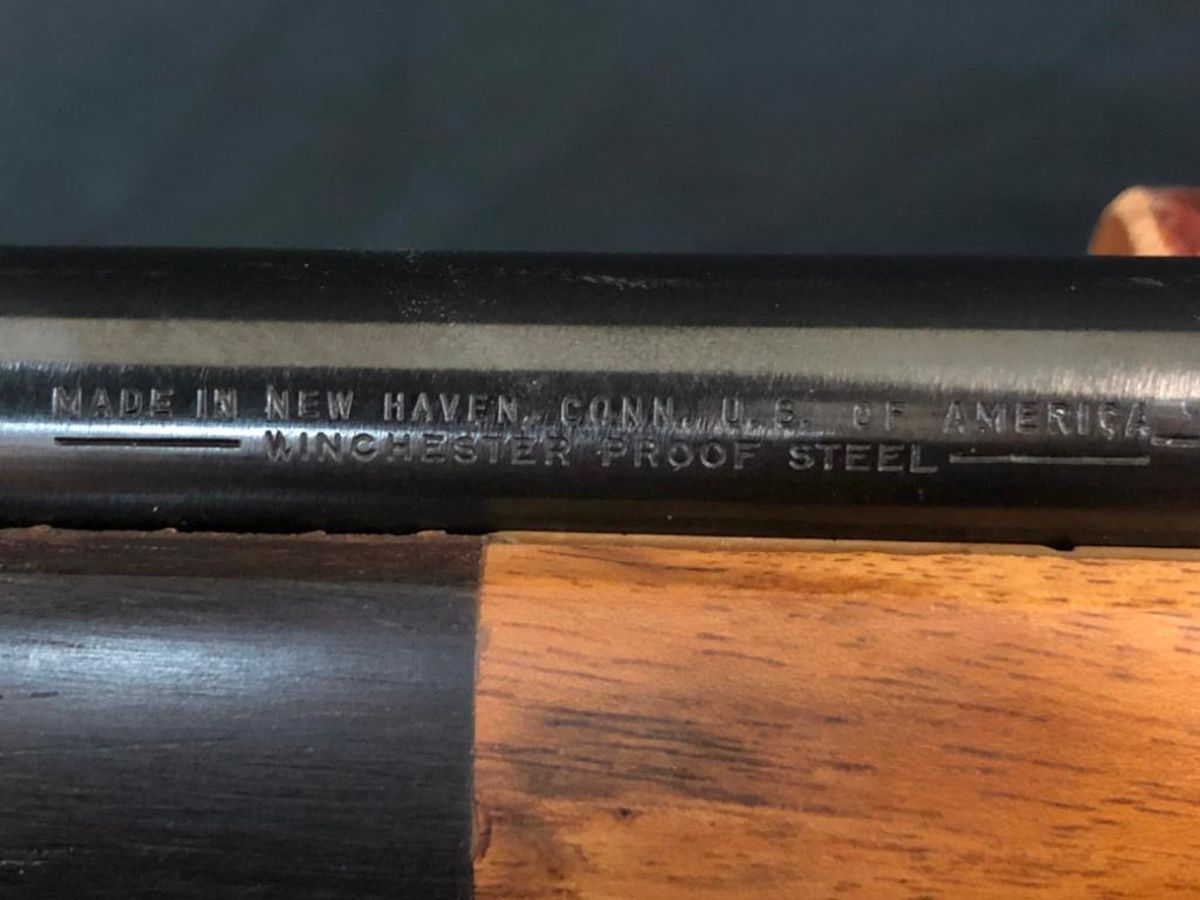 MADE IN NEW HAVEN, CONN. U. S. OF AMERICA
WINCHESTER PROOF STEEL